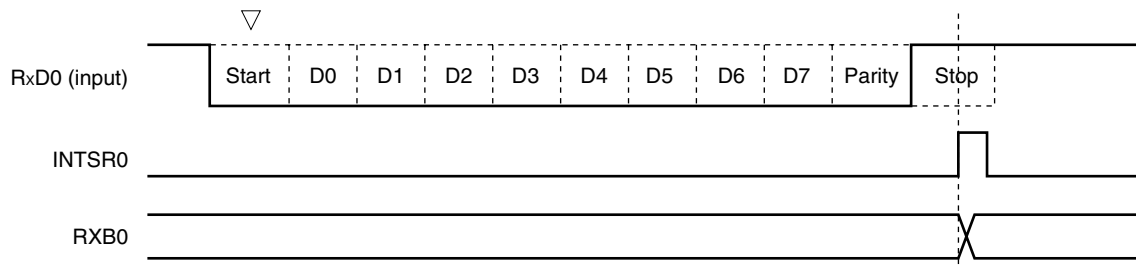 RxD0 (input) Start D0 D1 D2 D3 D4 D5 D6 D7 Parity Stop
INTSR0
RXB0